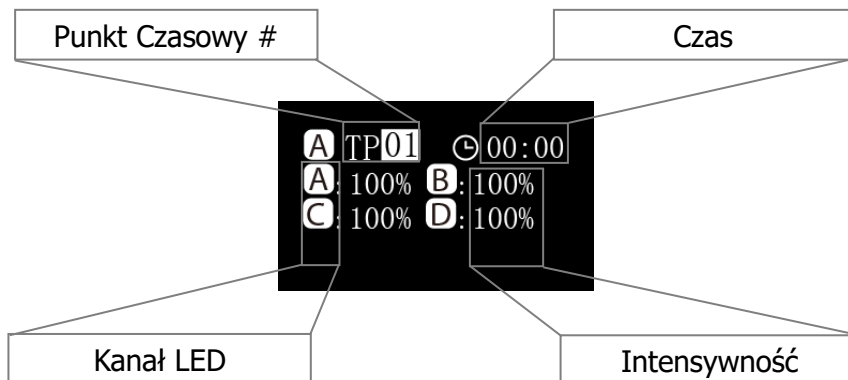 Punkt Czasowy # Czas
A TP01 00:00
A: 100% B: 100%
C: 100% D: 100%
Kanał LED Intensywność